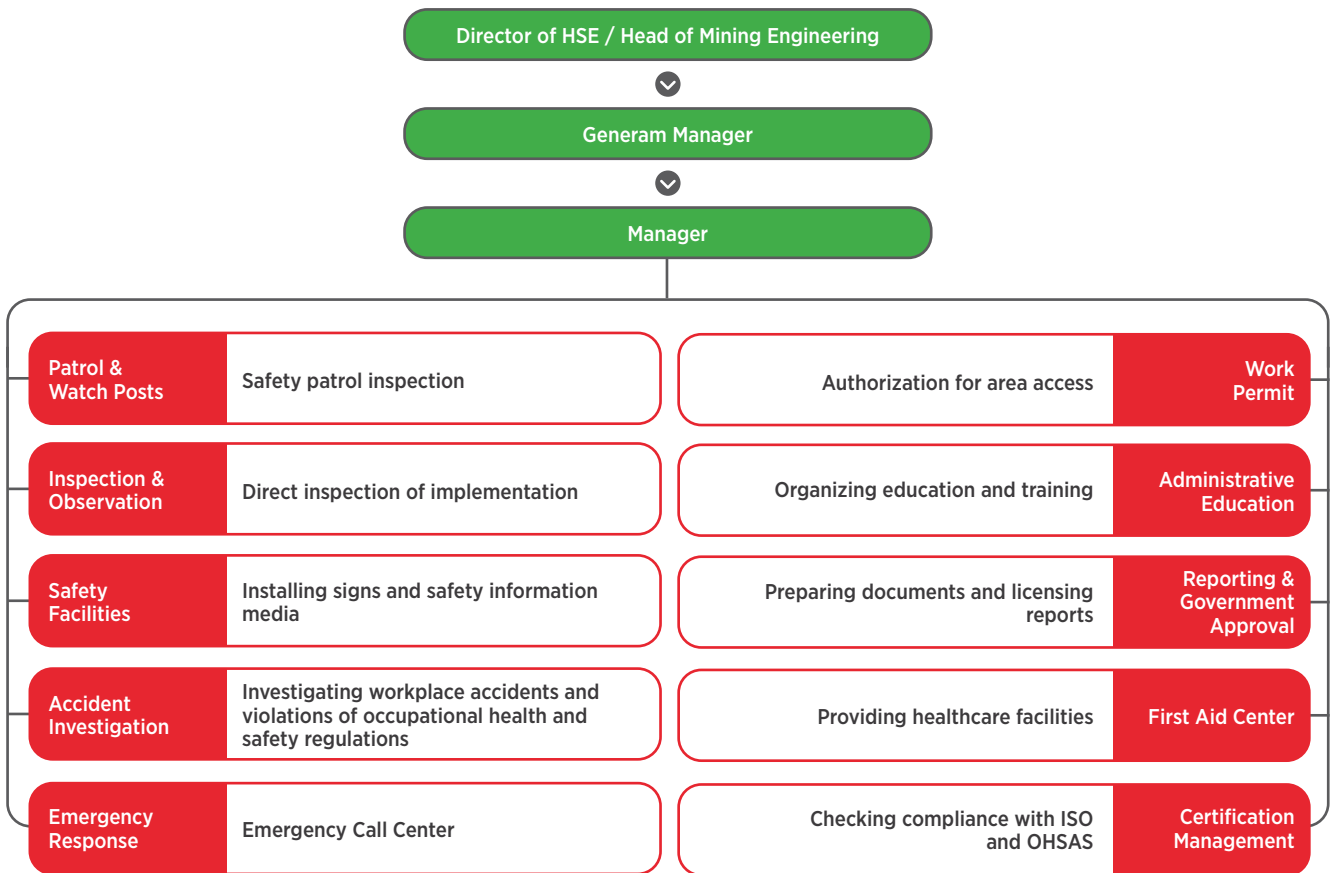 Director of HSE / Head of Mining Engineering
Generam Manager
Manager
Patrol &
Watch Posts
Safety patrol inspection
Authorization for area access
Work
Permit
Inspection &
Observation
Direct inspection of implementation
Organizing education and training
Administrative
Education
Safety
Facilities
Installing signs and safety information
media
Preparing documents and licensing
reports
Reporting &
Government
Approval
Accident
Investigation
Investigating workplace accidents and
violations of occupational health and
safety regulations
Providing healthcare facilities
First Aid Center
Emergency
Response
Emergency Call Center
Checking compliance with ISO
and OHSAS
Certification
Management